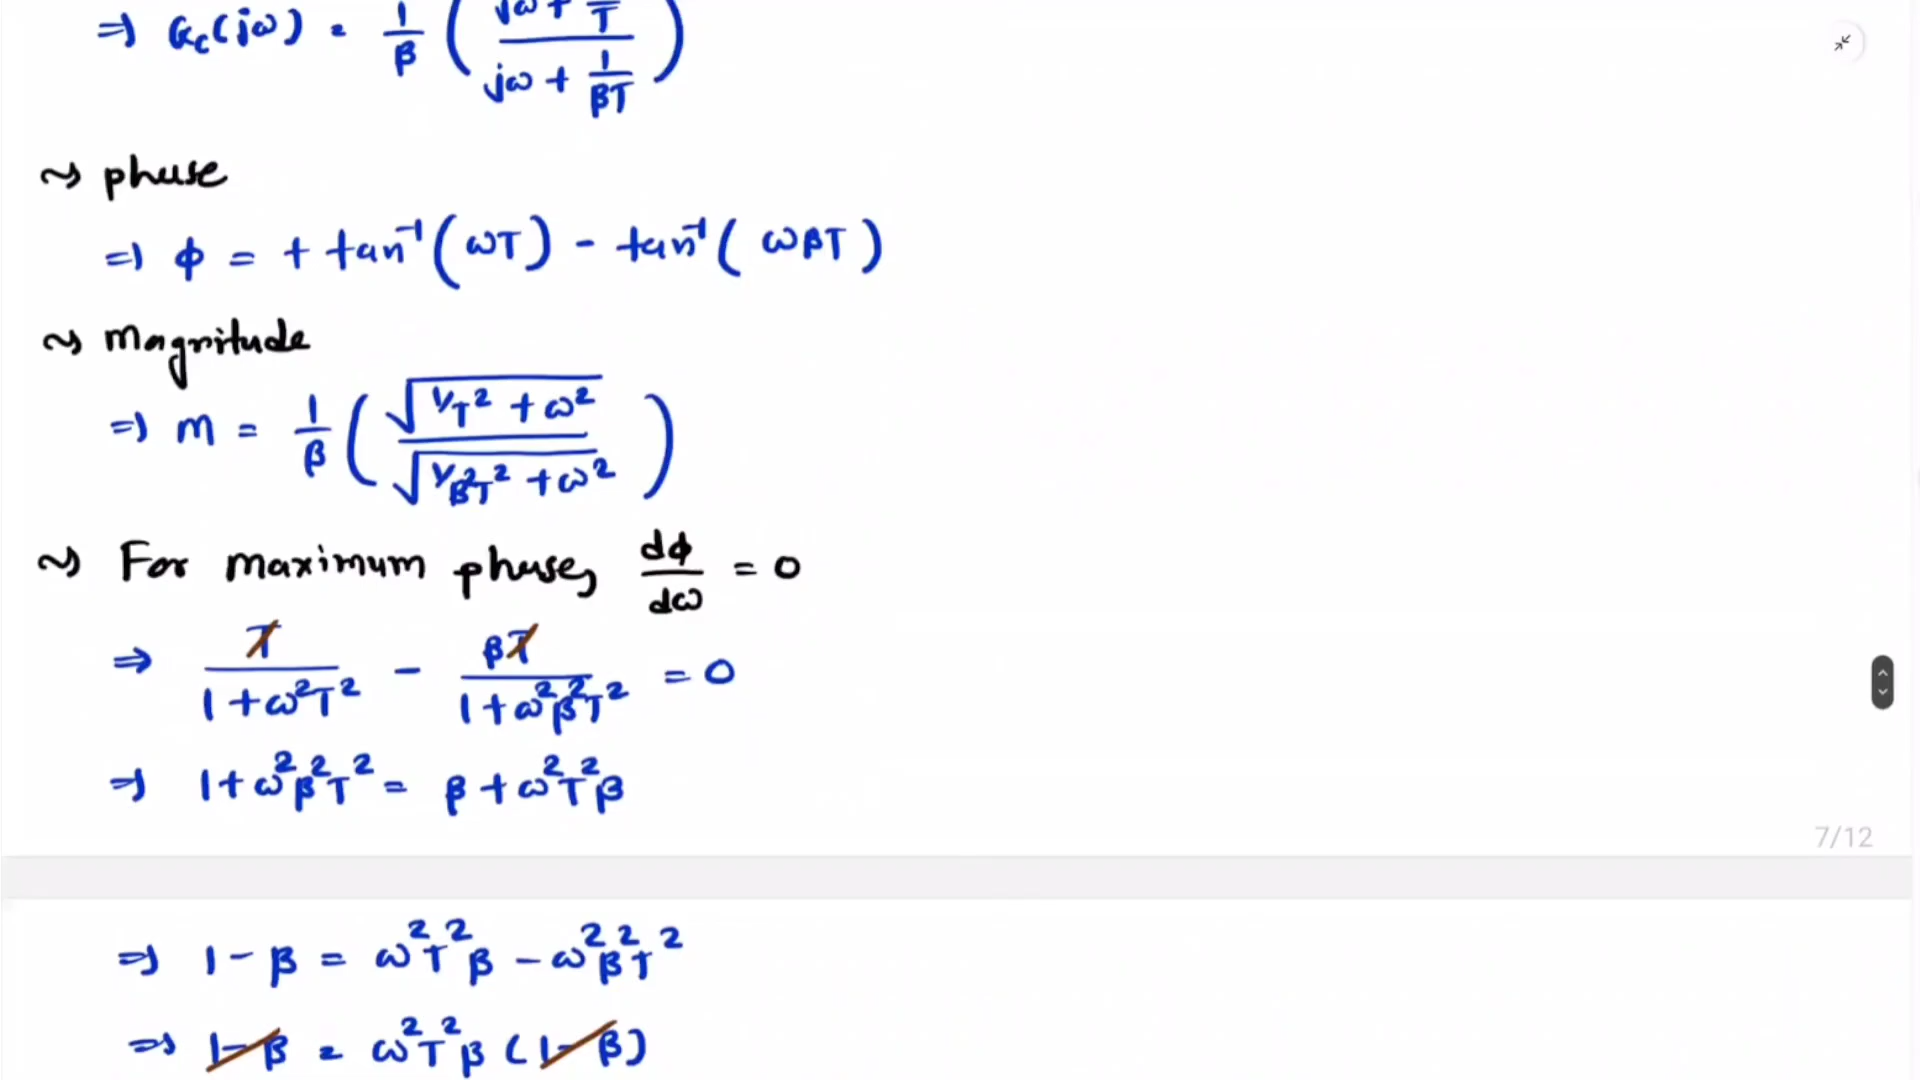 ⇒ Gc(jω) = 1/β ( (jω + 1/T) / (jω + 1/βT) )
~> phase
=> ϕ = + tan⁻¹(ωT) - tan⁻¹(ωβT)
~> Magnitude
=> m = 1/β ( √(1/T² + ω²) / √(1/β²T² + ω²) )
~> For maximum phase, dϕ/dω = 0
⇒ T/(1+ω²T²) - βT/(1+ω²β²T²) = 0
=> 1+ω²β²T² = β+ω²T²β
7/12
=> 1-β = ω²T²β - ω²β²T²
=> 1-β = ω²T²β (1-β)